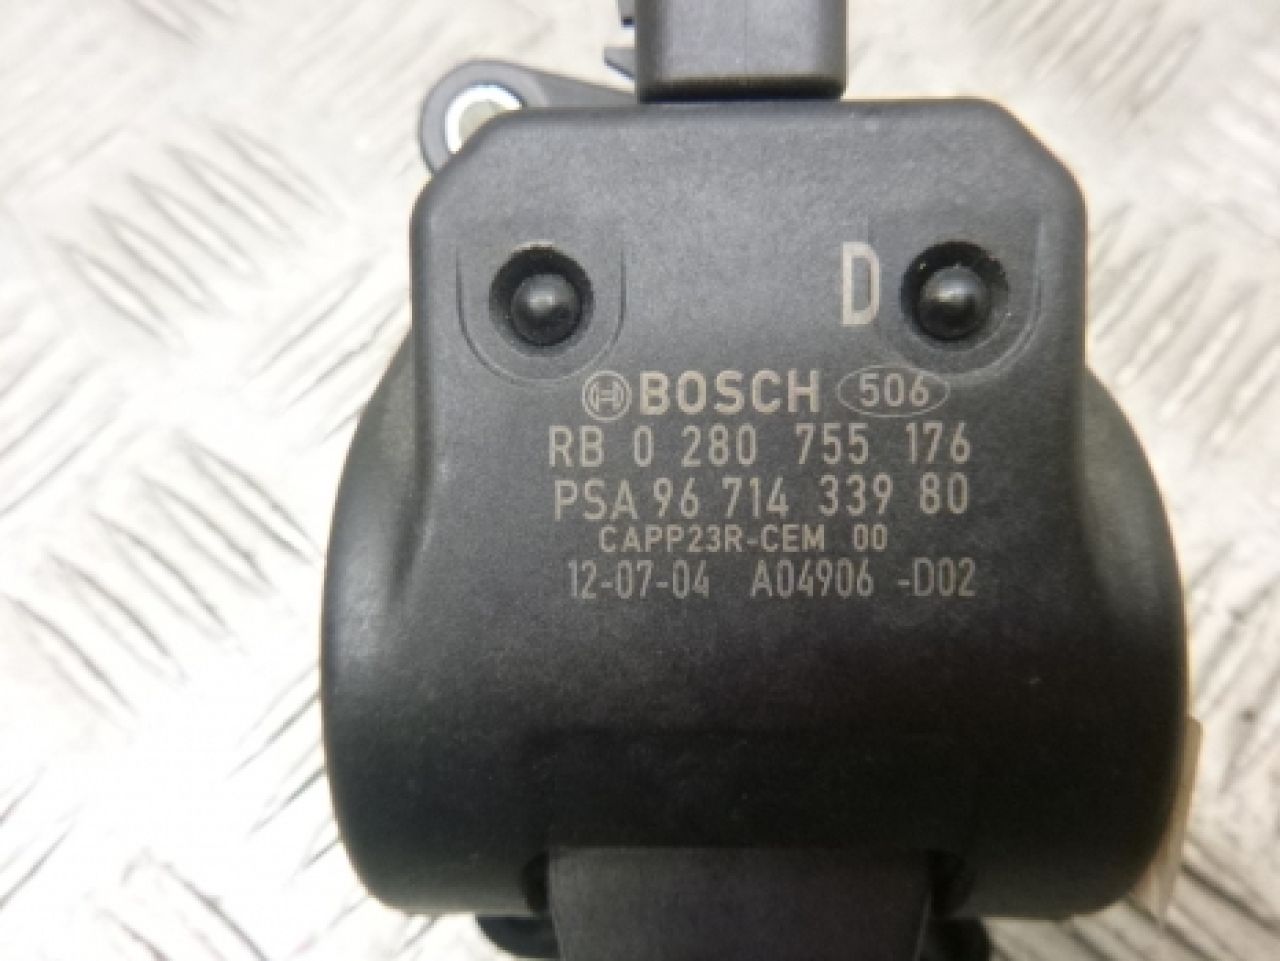 D
BOSCH 506
RB 0 280 755 176
PSA 96 714 339 80
CAPP23R-CEM 00
12-07-04 A04906 -D02